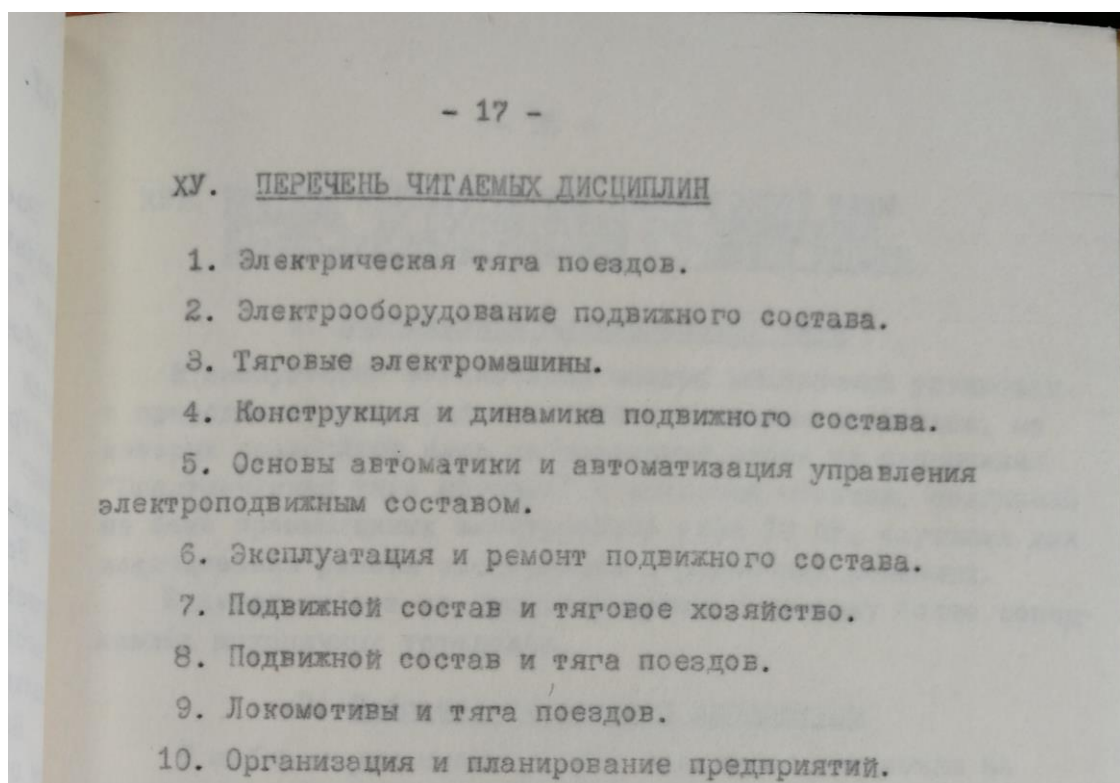 - 17 -
ХУ. ПЕРЕЧЕНЬ ЧИТАЕМЫХ ДИСЦИПЛИН
1. Электрическая тяга поездов.
2. Электрооборудование подвижного состава.
3. Тяговые электромашины.
4. Конструкция и динамика подвижного состава.
5. Основы автоматики и автоматизация управления
электроподвижным составом.
6. Эксплуатация и ремонт подвижного состава.
7. Подвижной состав и тяговое хозяйство.
8. Подвижной состав и тяга поездов.
9. Локомотивы и тяга поездов.
10. Организация и планирование предприятий.